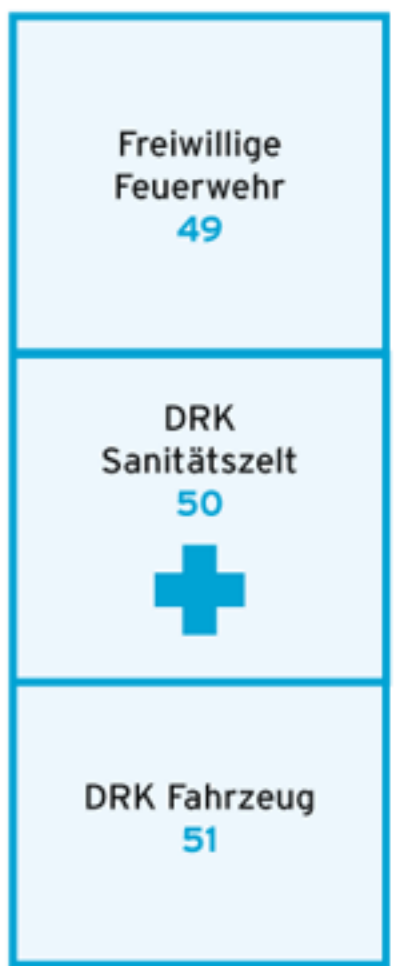 Freiwillige
Feuerwehr
49
DRK
Sanitätszelt
50
DRK Fahrzeug
51